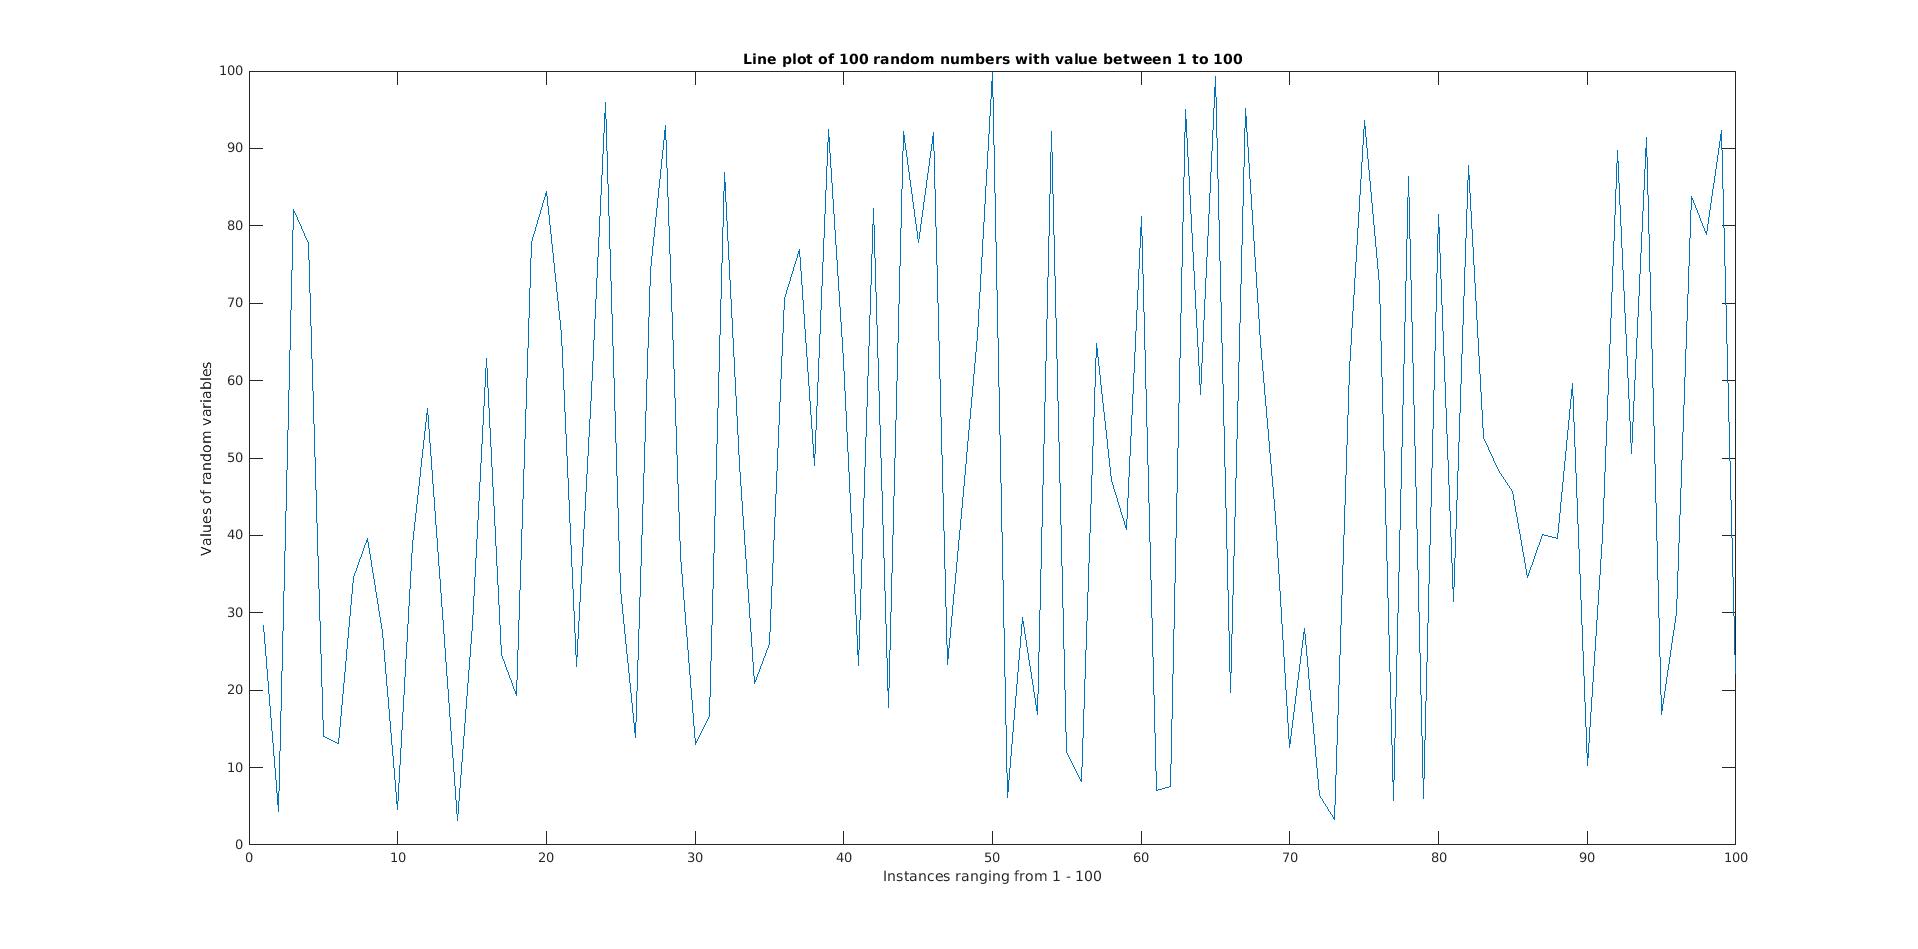 Line plot of 100 random numbers with value between 1 to 100
100
90
80
70
60
50
40
30
20
10
0
Values of random variables
0 10 20 30 40 50 60 70 80 90 100
Instances ranging from 1 - 100